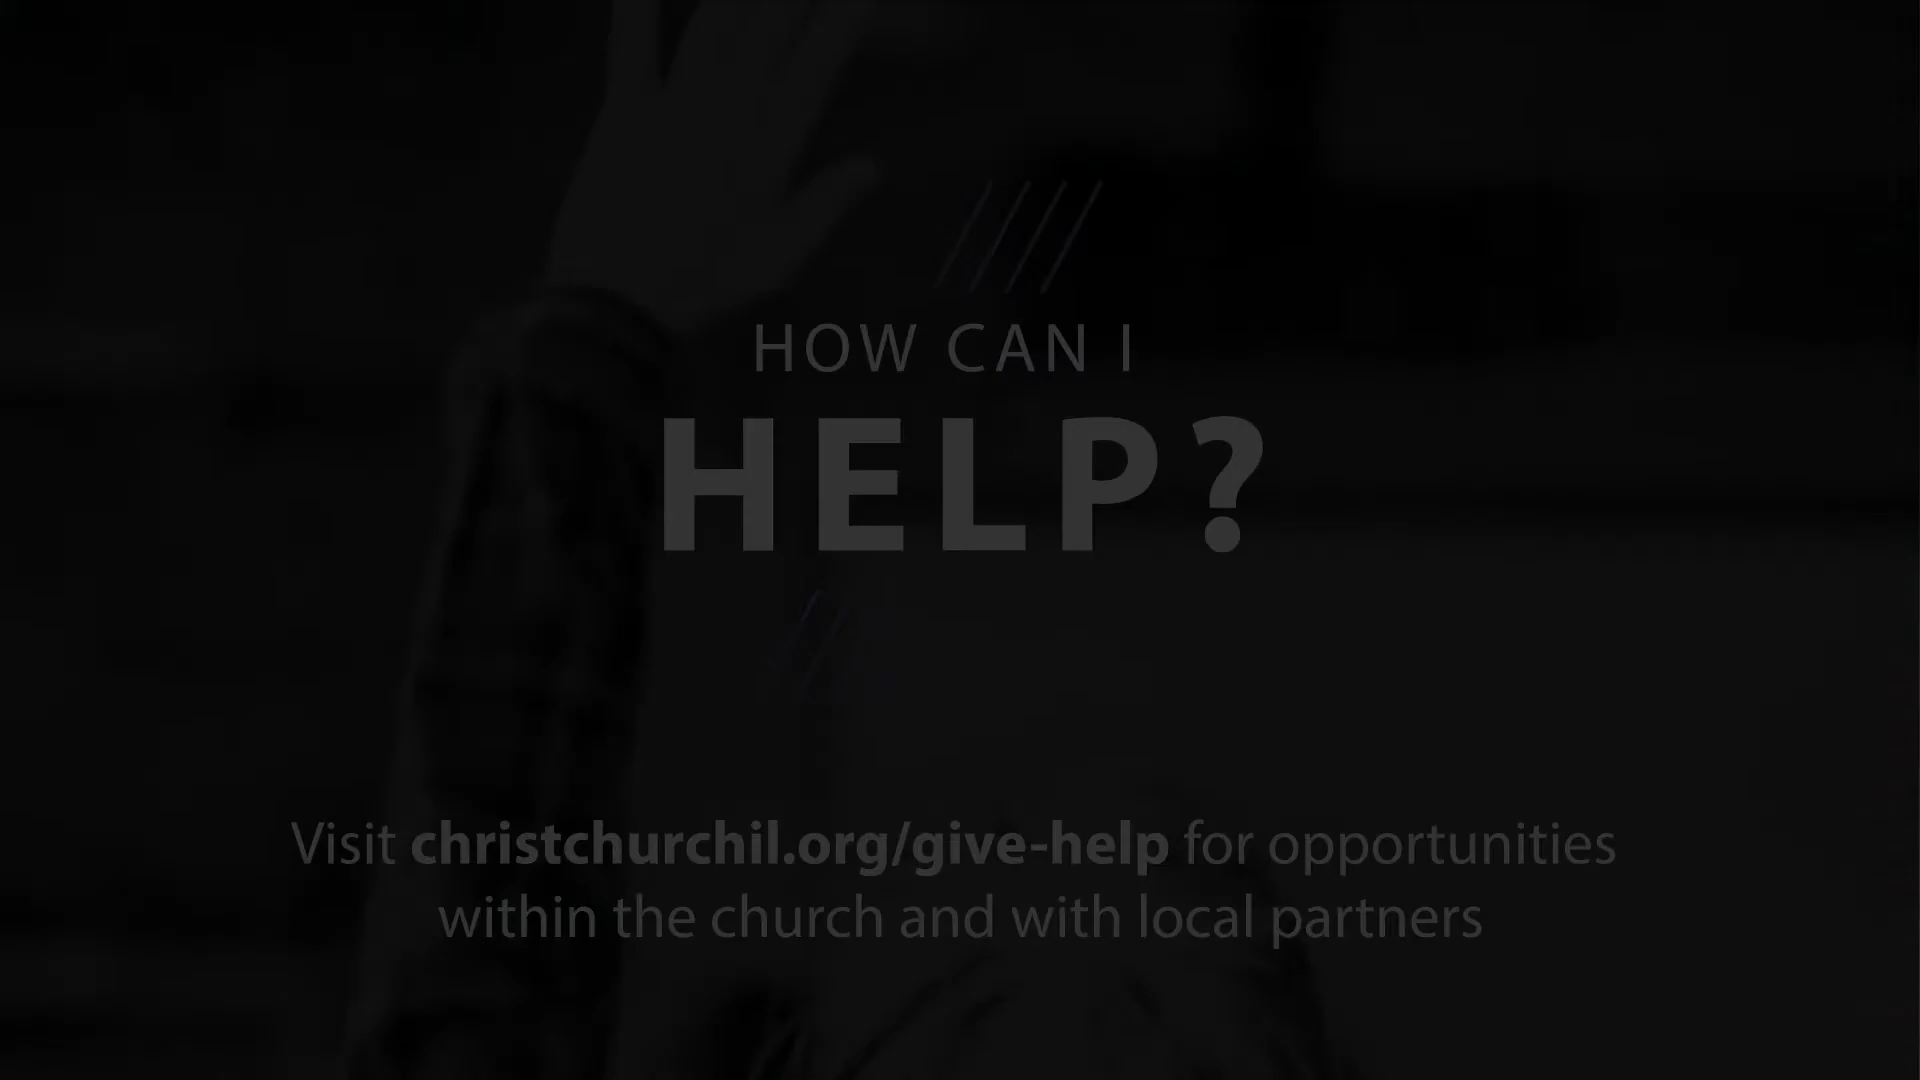 HOW CAN I
HELP?
Visit christchurchil.org/give-help for opportunities
within the church and with local partners